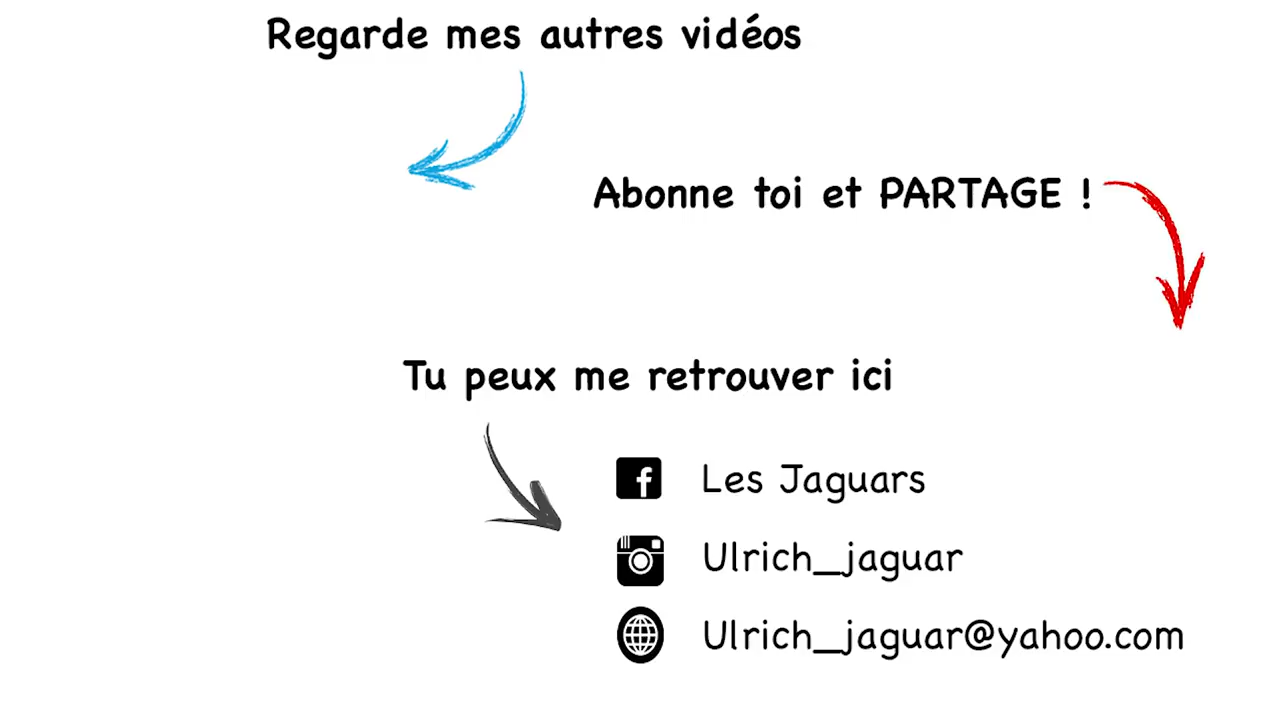 Regarde mes autres vidéos
Abonne toi et PARTAGE !
Tu peux me retrouver ici
Les Jaguars
Ulrich_jaguar
Ulrich_jaguar@yahoo.com